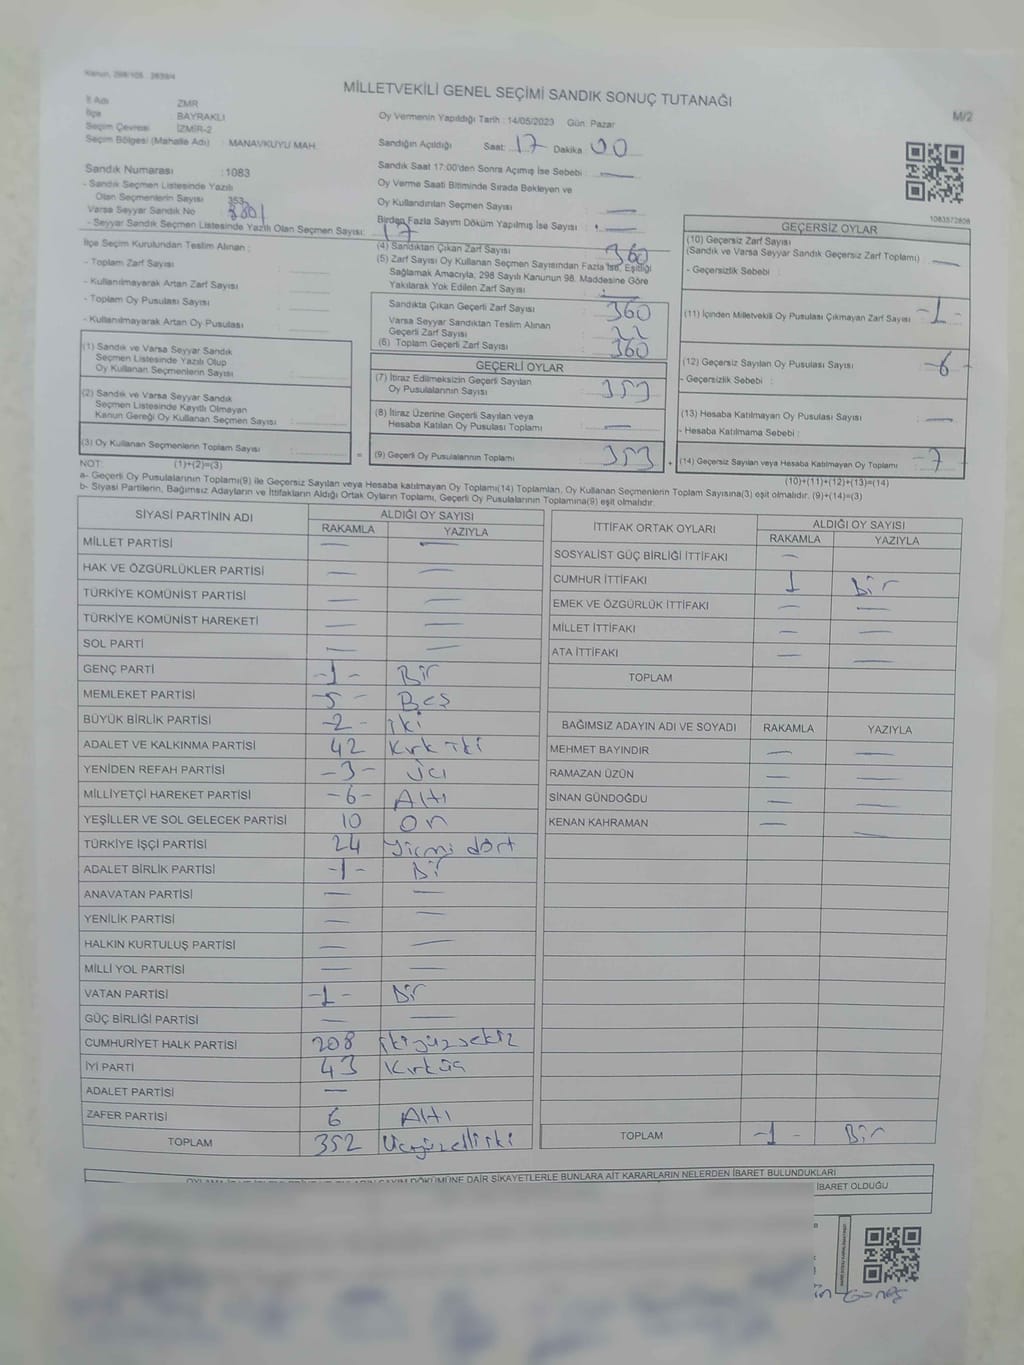 MİLLETVEKİLİ GENEL SEÇİMİ SANDIK SONUÇ TUTANAĞI
M/2
İl Adı : ZMR
İlçe : BAYRAKLI
Seçim Çevresi : İZMİR-2
Seçim Bölgesi (Mahalle Adı) : MANAVKUYU MAH.
Oy Vermenin Yapıldığı Tarih : 14/05/2023 Gün: Pazar
Sandığın Açıldığı Saat: 17 Dakika 00
Sandık Saat 17:00'den Sonra Açımış İse Sebebi : —
Oy Verme Saati Bitiminde Sırada Bekleyen ve
Oy Kullandırılan Seçmen Sayısı : —
Birden Fazla Sayım Döküm Yapılmış İse Sayısı : —
Sandık Numarası : 1083
- Sandık Seçmen Listesinde Yazılı
Olan Seçmenlerin Sayısı : 353
Varsa Seyyar Sandık No : 3801
- Seyyar Sandık Seçmen Listesinde Yazılı Olan Seçmen Sayısı: 17
İlçe Seçim Kurulundan Teslim Alınan :
- Toplam Zarf Sayısı :
- Kullanılmayarak Artan Zarf Sayısı :
- Toplam Oy Pusulası Sayısı :
- Kullanılmayarak Artan Oy Pusulası :
(1) Sandık ve Varsa Seyyar Sandık
Seçmen Listesinde Yazılı Olup
Oy Kullanan Seçmenlerin Sayısı :
(2) Sandık ve Varsa Seyyar Sandık
Seçmen Listesinde Kayıtlı Olmayan
Kanun Gereği Oy Kullanan Seçmen Sayısı :
(3) Oy Kullanan Seçmenlerin Toplam Sayısı :
(4) Sandıktan Çıkan Zarf Sayısı : 360
(5) Zarf Sayısı Oy Kullanan Seçmen Sayısından Fazla İse, Eşitliği
Sağlamak Amacıyla, 298 Sayılı Kanunun 98. Maddesine Göre
Yakılarak Yok Edilen Zarf Sayısı : —
Sandıkta Çıkan Geçerli Zarf Sayısı : 360
Varsa Seyyar Sandıktan Teslim Alınan
Geçerli Zarf Sayısı :
(6) Toplam Geçerli Zarf Sayısı : 360
GEÇERLİ OYLAR
(7) İtiraz Edilmeksizin Geçerli Sayılan
Oy Pusulalarının Sayısı : 353
(8) İtiraz Üzerine Geçerli Sayılan veya
Hesaba Katılan Oy Pusulası Toplamı : —
(9) Geçerli Oy Pusulalarının Toplamı : 353
1083572808
GEÇERSİZ OYLAR
(10) Geçersiz Zarf Sayısı
(Sandık ve Varsa Seyyar Sandık Geçersiz Zarf Toplamı) : —
- Geçersizlik Sebebi :
(11) İçinden Milletvekili Oy Pusulası Çıkmayan Zarf Sayısı : -1-
(12) Geçersiz Sayılan Oy Pusulası Sayısı : -6
- Geçersizlik Sebebi :
(13) Hesaba Katılmayan Oy Pusulası Sayısı : —
- Hesaba Katılmama Sebebi :
(14) Geçersiz Sayılan veya Hesaba Katılmayan Oy Toplamı : -7
NOT: (1)+(2)=(3)
(10)+(11)+(12)+(13)=(14)
a- Geçerli Oy Pusulalarının Toplamı(9) ile Geçersiz Sayılan veya Hesaba katılmayan Oy Toplamı(14) Toplamları, Oy Kullanan Seçmenlerin Toplam Sayısına(3) eşit olmalıdır. (9)+(14)=(3)
b- Siyasi Partilerin, Bağımsız Adayların ve İttifakların Aldığı Ortak Oyların Toplamı, Geçerli Oy Pusulalarının Toplamına(9) eşit olmalıdır.
SİYASİ PARTİNİN ADI ALDIĞI OY SAYISI
RAKAMLA YAZIYLA
MİLLET PARTİSİ — —
HAK VE ÖZGÜRLÜKLER PARTİSİ — —
TÜRKİYE KOMÜNİST PARTİSİ — —
TÜRKİYE KOMÜNİST HAREKETİ — —
SOL PARTİ — —
GENÇ PARTİ -1- Bir
MEMLEKET PARTİSİ -5- Beş
BÜYÜK BİRLİK PARTİSİ -2- iki
ADALET VE KALKINMA PARTİSİ 42 Kırk iki
YENİDEN REFAH PARTİSİ -3- üç
MİLLİYETÇİ HAREKET PARTİSİ -6- Altı
YEŞİLLER VE SOL GELECEK PARTİSİ 10 On
TÜRKİYE İŞÇİ PARTİSİ 24 Yirmi dört
ADALET BİRLİK PARTİSİ -1- Bir
ANAVATAN PARTİSİ — —
YENİLİK PARTİSİ — —
HALKIN KURTULUŞ PARTİSİ — —
MİLLİ YOL PARTİSİ — —
VATAN PARTİSİ -1- Bir
GÜÇ BİRLİĞİ PARTİSİ — —
CUMHURİYET HALK PARTİSİ 208 ikiyüzsekiz
İYİ PARTİ 43 Kırküç
ADALET PARTİSİ —
ZAFER PARTİSİ 6 Altı
TOPLAM 352 Üçyüzelliiki
İTTİFAK ORTAK OYLARI ALDIĞI OY SAYISI
RAKAMLA YAZIYLA
SOSYALİST GÜÇ BİRLİĞİ İTTİFAKI —
CUMHUR İTTİFAKI 1 Bir
EMEK VE ÖZGÜRLÜK İTTİFAKI — —
MİLLET İTTİFAKI — —
ATA İTTİFAKI — —
TOPLAM
BAĞIMSIZ ADAYIN ADI VE SOYADI RAKAMLA YAZIYLA
MEHMET BAYINDIR — —
RAMAZAN ÜZÜN — —
SİNAN GÜNDOĞDU — —
KENAN KAHRAMAN — —
TOPLAM -1- Bir
DÖKÜMÜNE DAİR ŞİKAYETLERLE BUNLARA AİT KARARLARIN NELERDEN İBARET BULUNDUKLARI
İBARET OLDUĞU